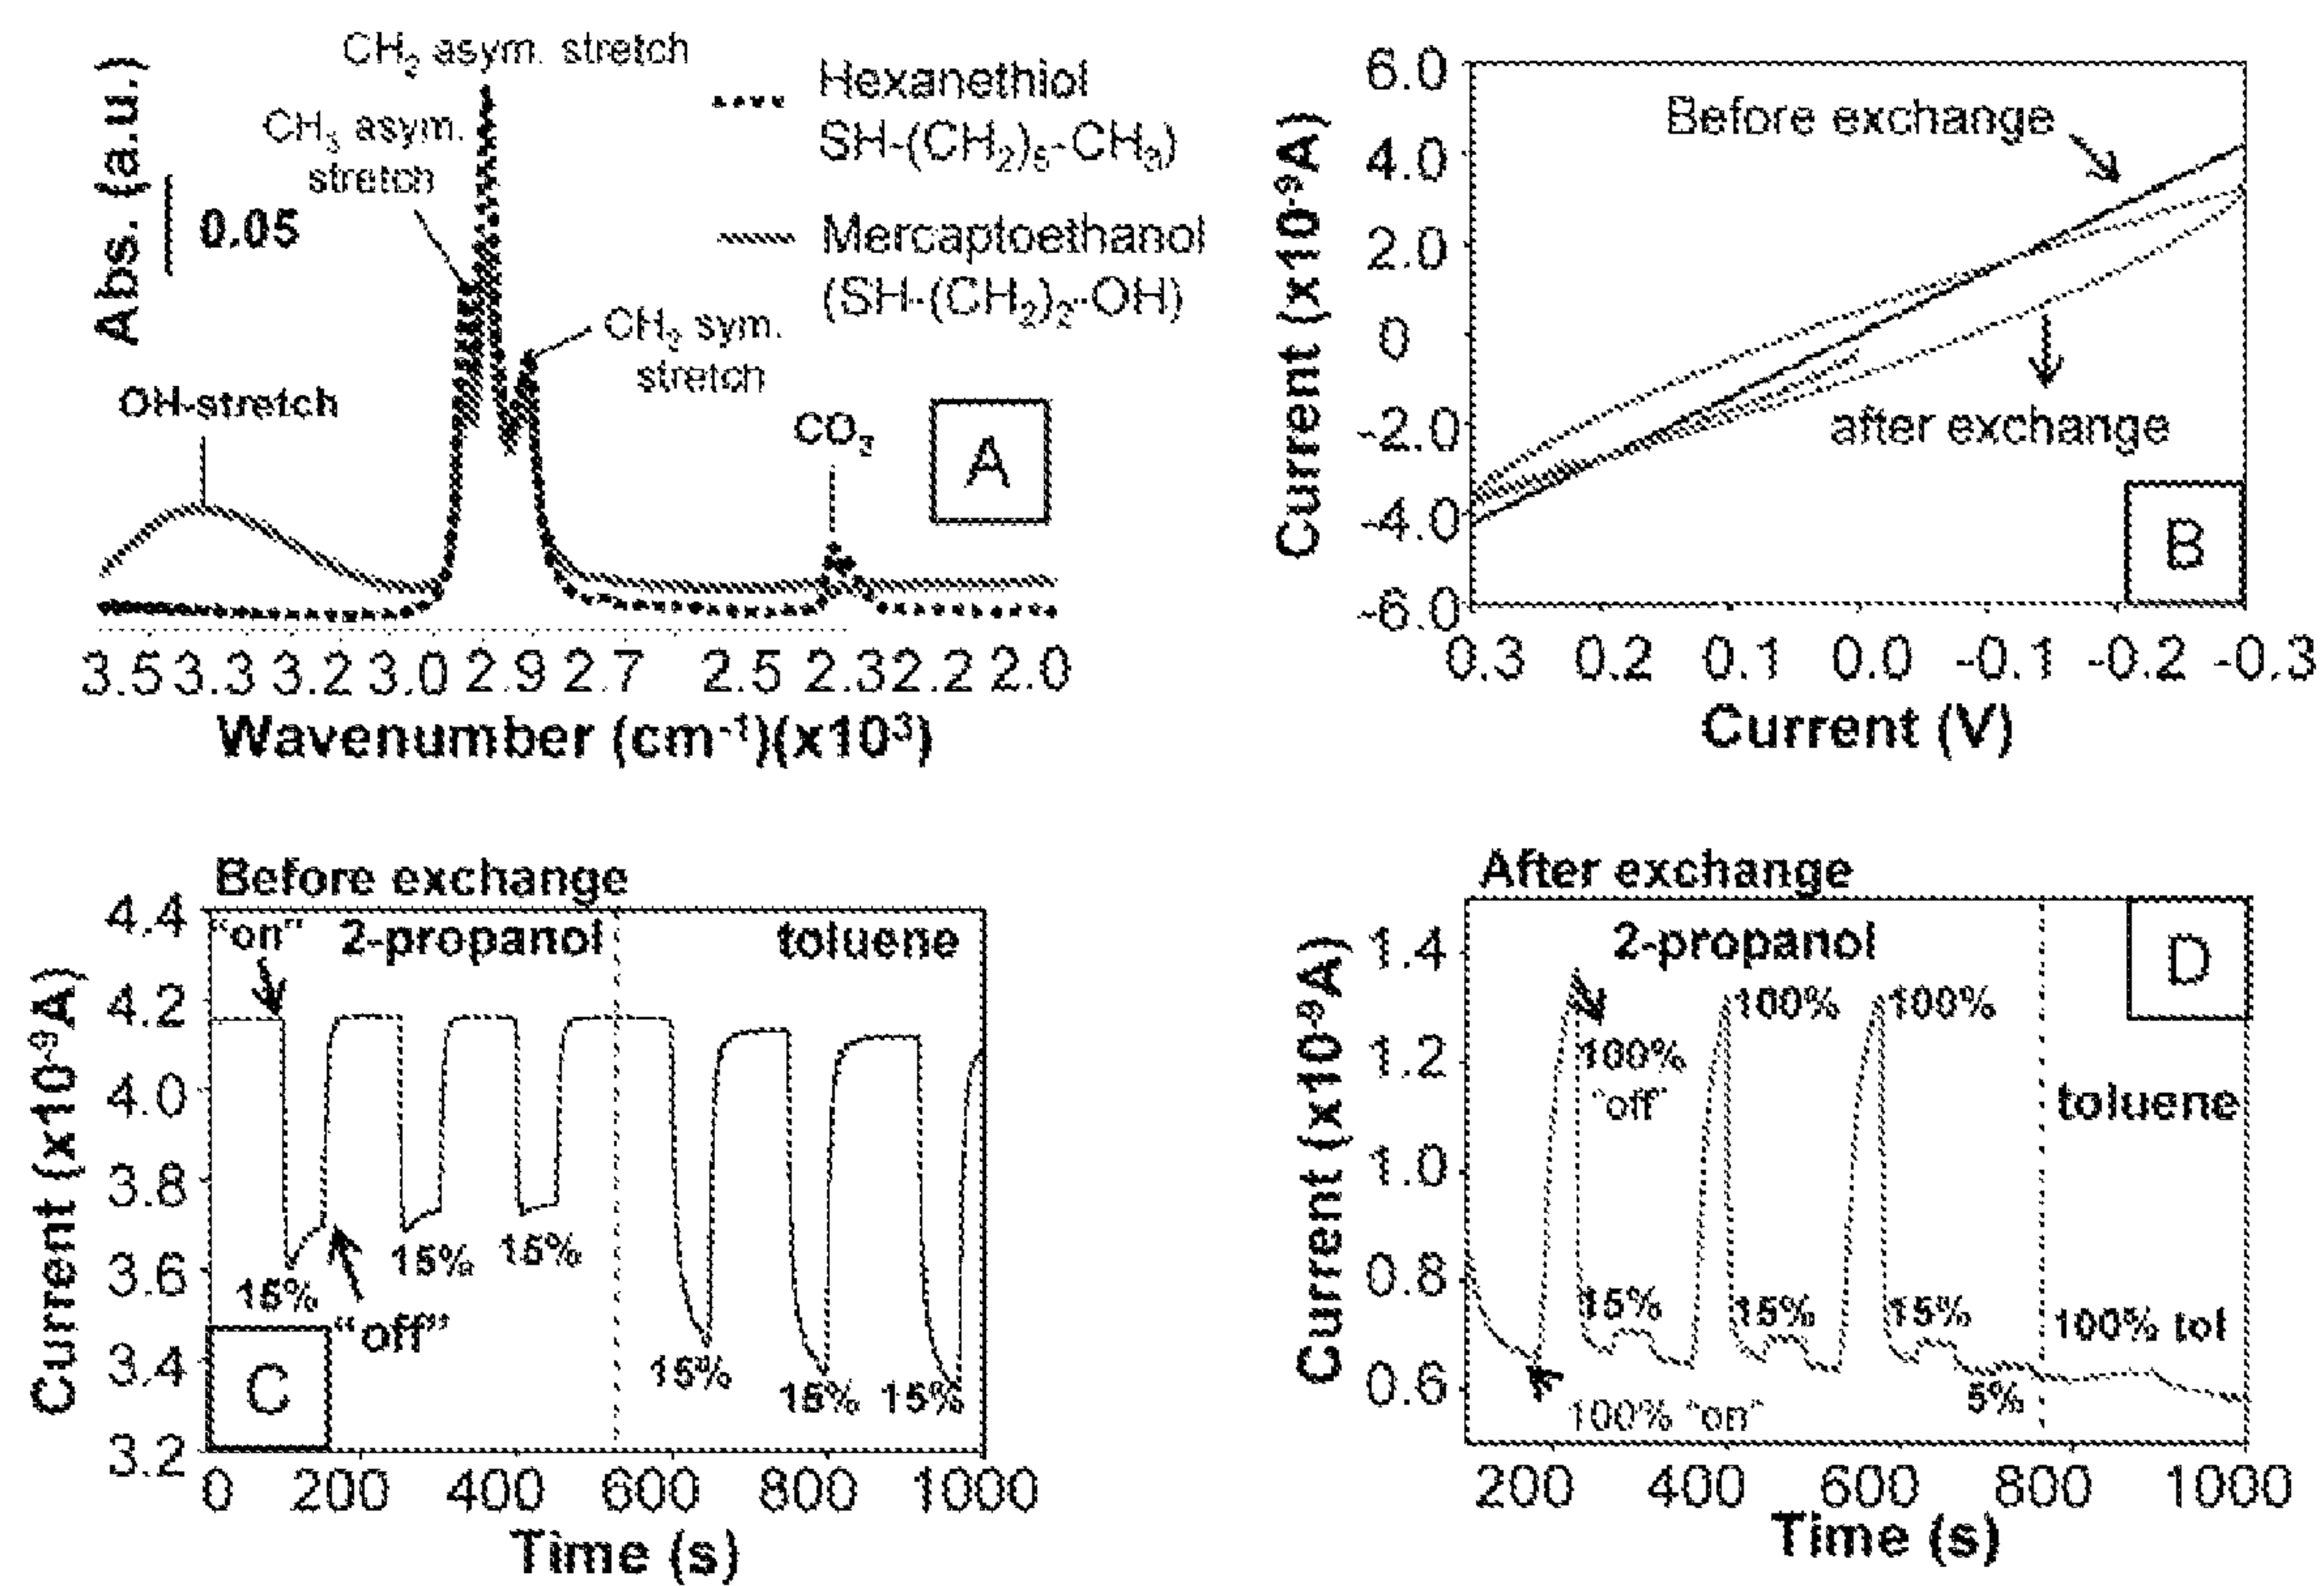 CH2 asym. stretch
CH3 asym.
stretch
Abs. (a.u.)
0.05
Hexanethiol
SH-(CH2)5-CH3)
Mercaptoethanol
(SH-(CH2)2-OH)
CH2 sym.
stretch
OH-stretch
CO2
A
3.5 3.3 3.2 3.0 2.9 2.7 2.5 2.3 2.2 2.0
Wavenumber (cm-1)(x103)
Current (x10-9A)
6.0
4.0
2.0
0
-2.0
-4.0
-6.0
Before exchange
after exchange
B
0.3 0.2 0.1 0.0 -0.1 -0.2 -0.3
Current (V)
Before exchange
Current (x10-9A)
4.4
4.2
4.0
3.8
3.6
3.4
3.2
"on" 2-propanol toluene
15% 15% 15%
"off"
15% 15% 15%
C
0 200 400 600 800 1000
Time (s)
After exchange
Current (x10-9A)
1.4
1.2
1.0
0.8
0.6
2-propanol
D
100% 100%
100%
"off"
toluene
15% 15% 15%
100% tol
5%
100% "on"
200 400 600 800 1000
Time (s)